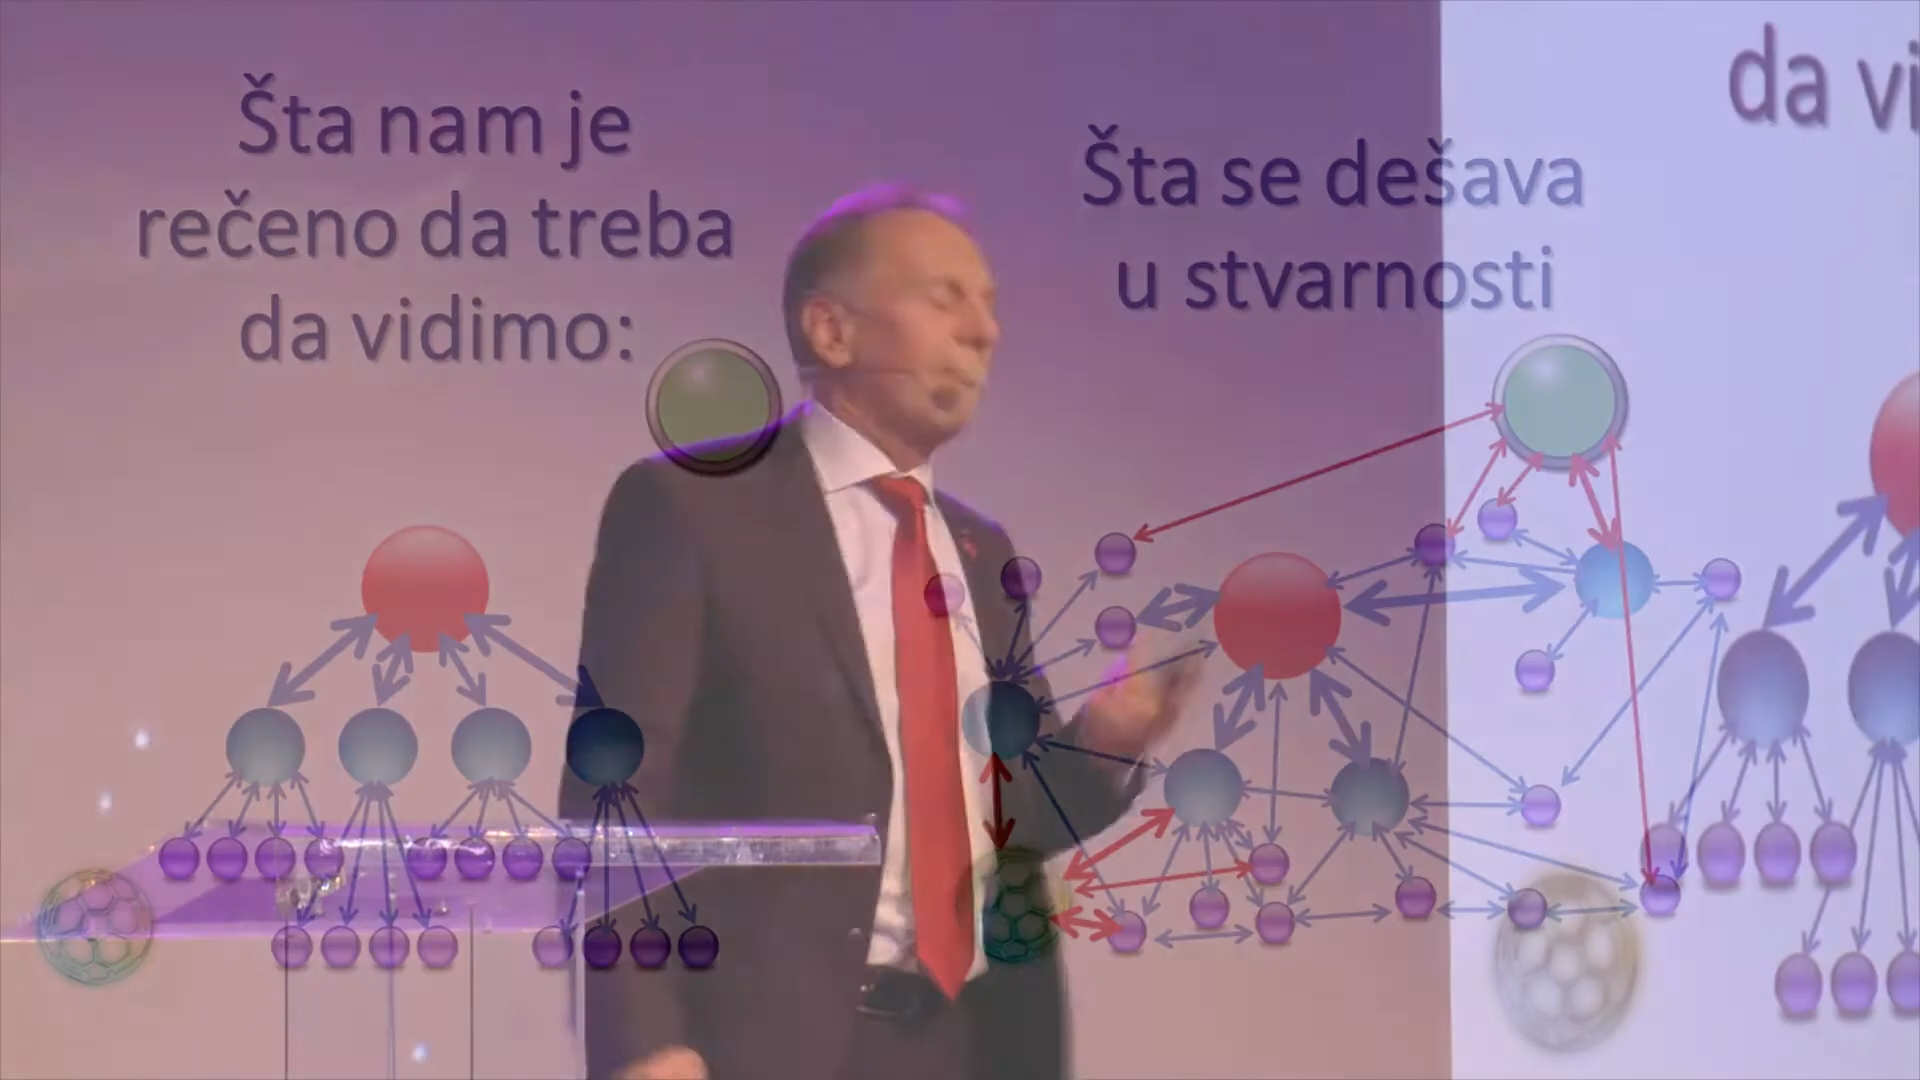 Šta nam je
rečeno da treba
da vidimo:
Šta se dešava
u stvarnosti
da vi